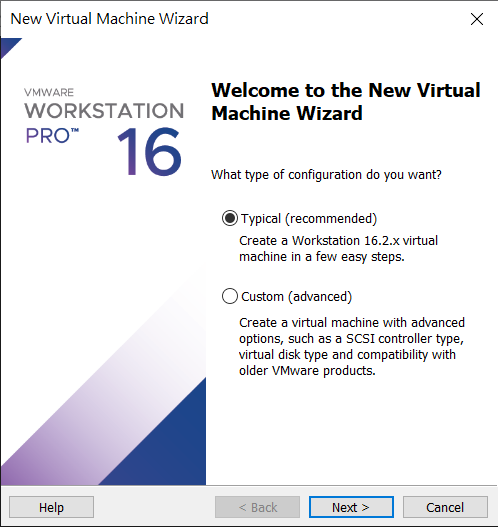 New Virtual Machine Wizard
VMWARE
WORKSTATION
PRO™ 16
Welcome to the New Virtual
Machine Wizard
What type of configuration do you want?
Typical (recommended)
Create a Workstation 16.2.x virtual
machine in a few easy steps.
Custom (advanced)
Create a virtual machine with advanced
options, such as a SCSI controller type,
virtual disk type and compatibility with
older VMware products.
Help
< Back
Next >
Cancel